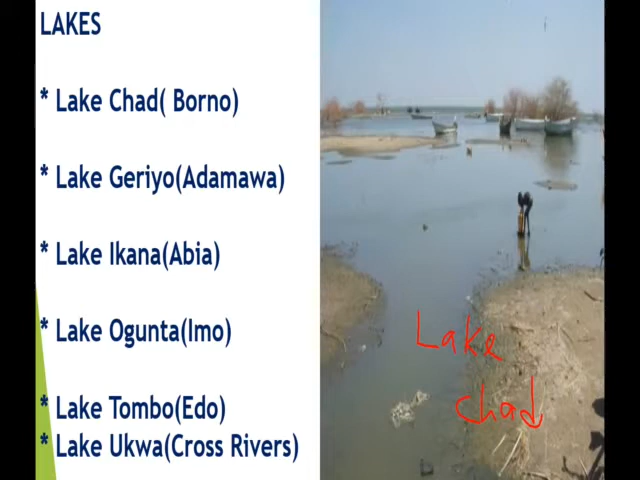 LAKES
* Lake Chad( Borno)
* Lake Geriyo(Adamawa)
* Lake Ikana(Abia)
* Lake Ogunta(Imo)
* Lake Tombo(Edo)
* Lake Ukwa(Cross Rivers)
Lake
chad